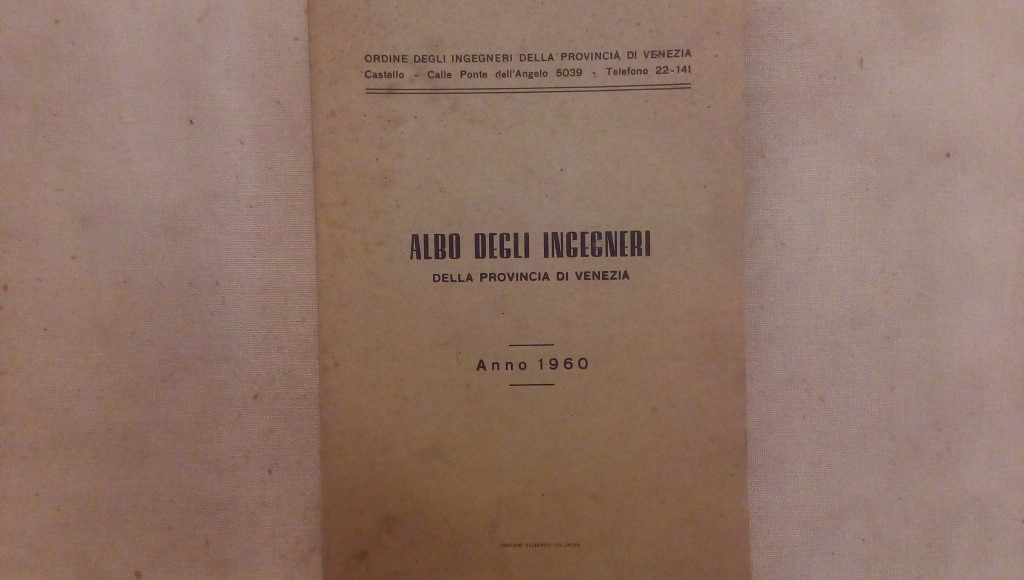 ORDINE DEGLI INGEGNERI DELLA PROVINCIA DI VENEZIA
Castello - Calle Ponte dell'Angelo 5039 - Telefono 22-141
ALBO DEGLI INGEGNERI
DELLA PROVINCIA DI VENEZIA
Anno 1960